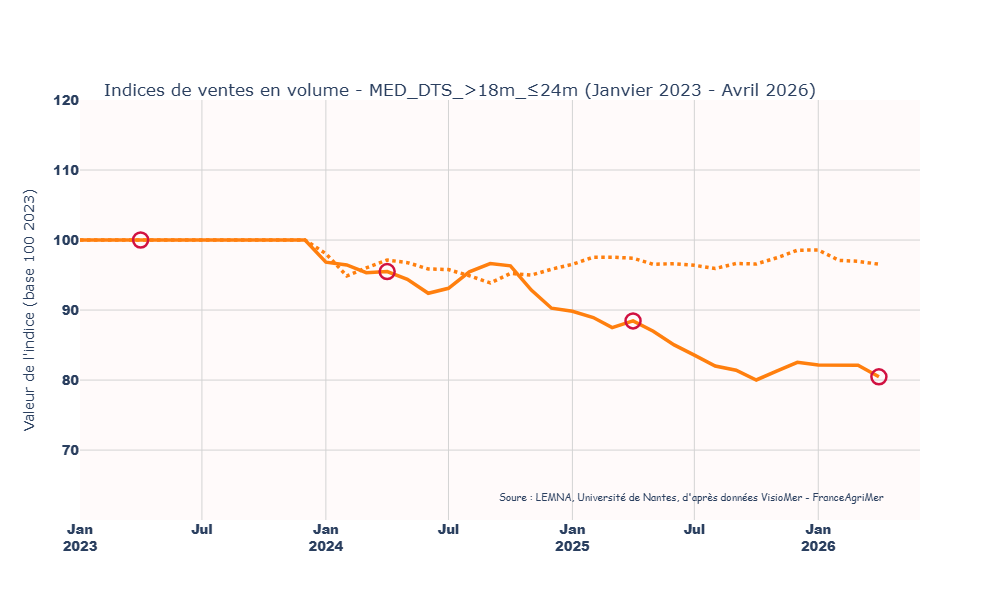 Indices de ventes en volume - MED_DTS_>18m_≤24m (Janvier 2023 - Avril 2026)
Valeur de l'indice (base 100 2023)
120
110
100
90
80
70
Soure : LEMNA, Université de Nantes, d'après données VisioMer - FranceAgriMer
Jan Jul Jan Jul Jan Jul Jan
2023 2024 2025 2026